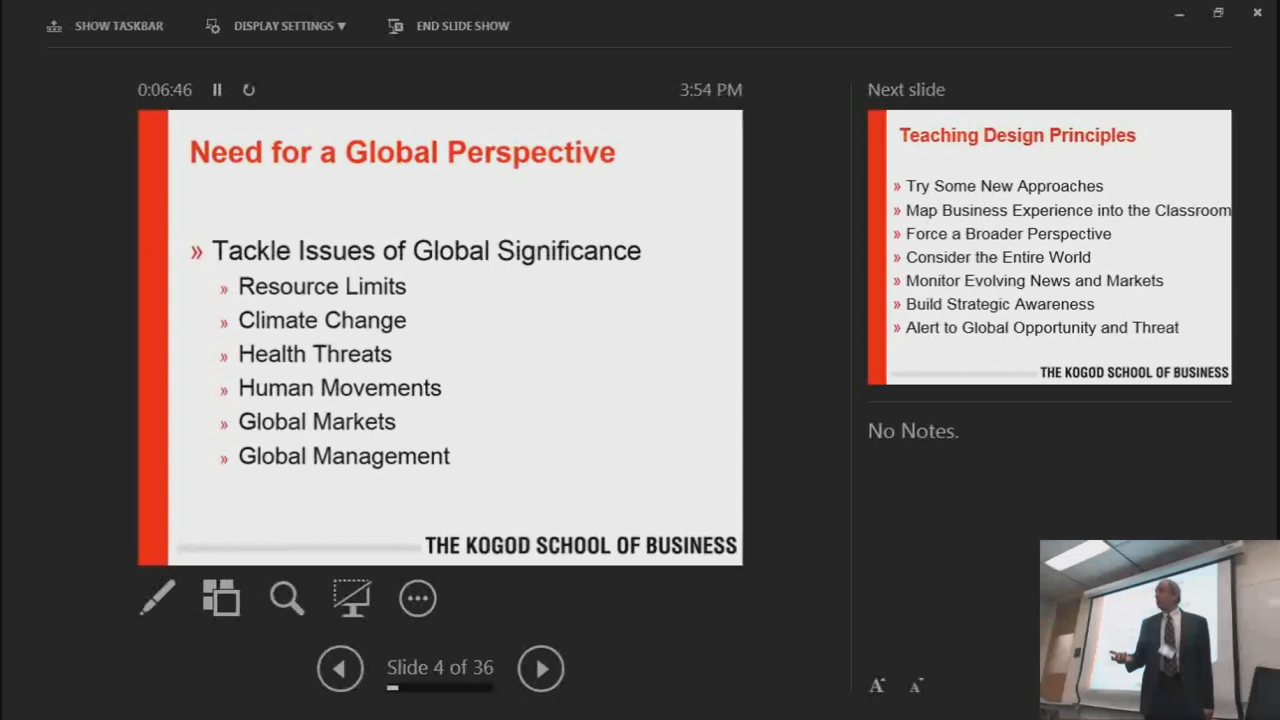 SHOW TASKBAR
DISPLAY SETTINGS ▼
END SLIDE SHOW
0:06:46
3:54 PM
Need for a Global Perspective
» Tackle Issues of Global Significance
» Resource Limits
» Climate Change
» Health Threats
» Human Movements
» Global Markets
» Global Management
THE KOGOD SCHOOL OF BUSINESS
Slide 4 of 36
Next slide
Teaching Design Principles
» Try Some New Approaches
» Map Business Experience into the Classroom
» Force a Broader Perspective
» Consider the Entire World
» Monitor Evolving News and Markets
» Build Strategic Awareness
» Alert to Global Opportunity and Threat
THE KOGOD SCHOOL OF BUSINESS
No Notes.
A A